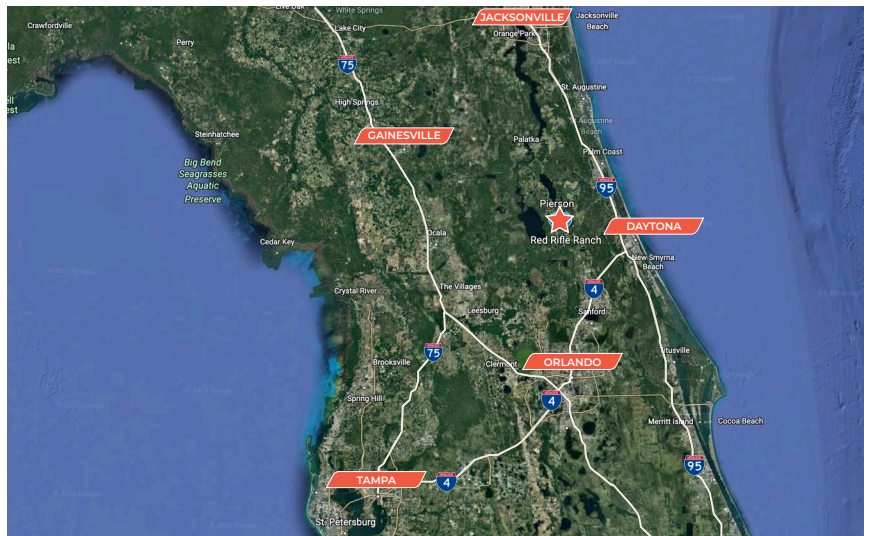 Live Oak
White Springs
JACKSONVILLE
Jacksonville
Beach
Crawfordville
Lake City
Orange Park
Perry
75
St. Augustine
High Springs
St Augustine
Beach
Steinhatchee
GAINESVILLE
Palatka
Palm Coast
Big Bend
Seagrasses
Aquatic
Preserve
95
Pierson
DAYTONA
Cedar Key
Ocala
Red Rifle Ranch
New Smyrna
Beach
Crystal River
The Villages
4
Leesburg
Sanford
75
Titusville
Brooksville
Clermont
ORLANDO
Spring Hill
4
Merritt Island
Cocoa Beach
95
TAMPA
4
St. Petersburg